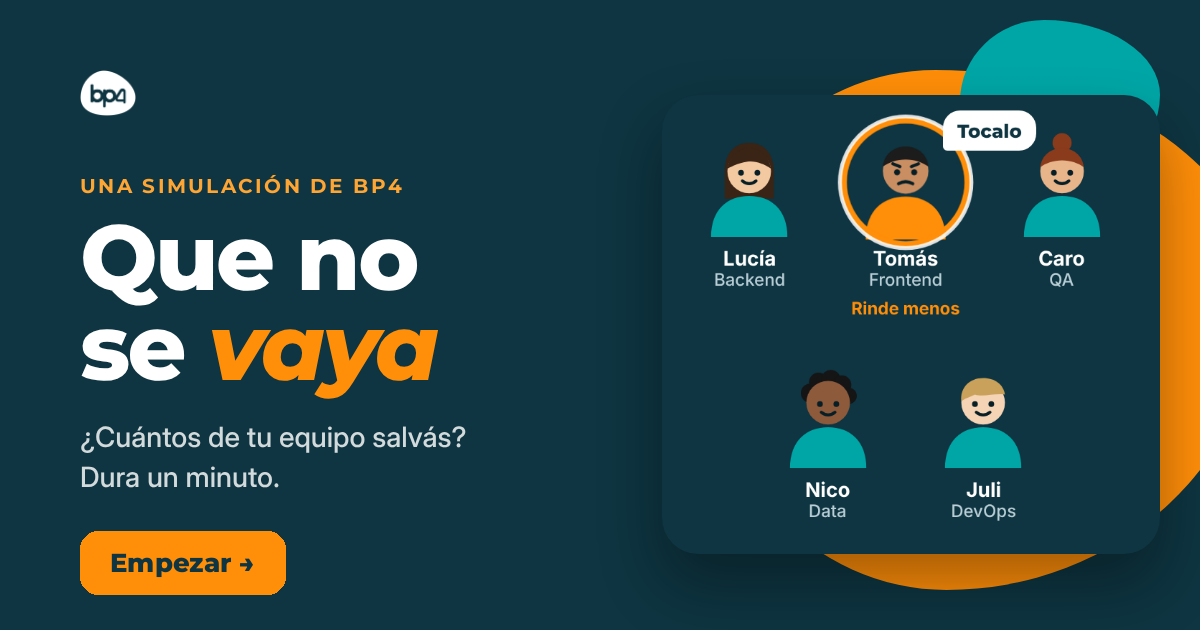 bp4
UNA SIMULACIÓN DE BP4
Que no
se vaya
¿Cuántos de tu equipo salvás?
Dura un minuto.
Empezar →
Tocalo
Lucía
Backend
Tomás
Frontend
Rinde menos
Caro
QA
Nico
Data
Juli
DevOps